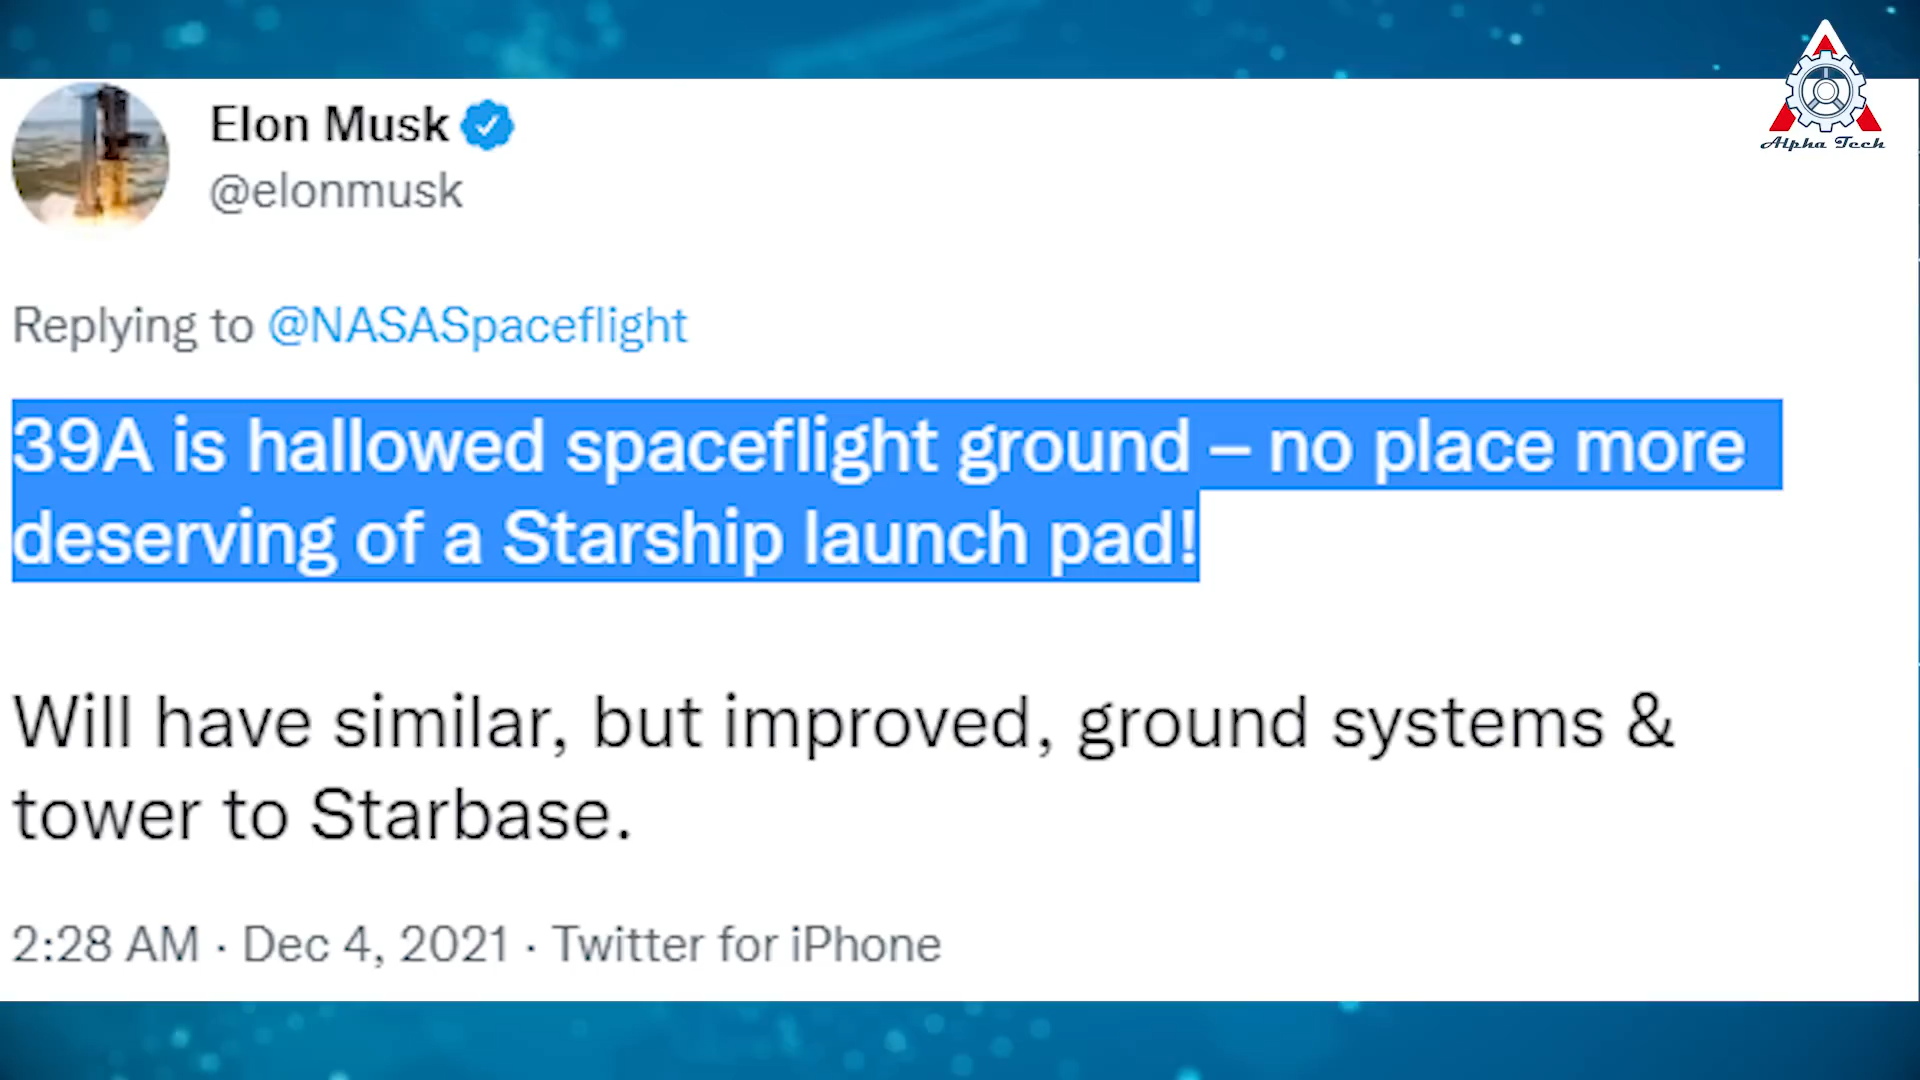 Elon Musk
@elonmusk
Alpha Tech
Replying to @NASASpaceflight
39A is hallowed spaceflight ground – no place more
deserving of a Starship launch pad!
Will have similar, but improved, ground systems &
tower to Starbase.
2:28 AM · Dec 4, 2021 · Twitter for iPhone